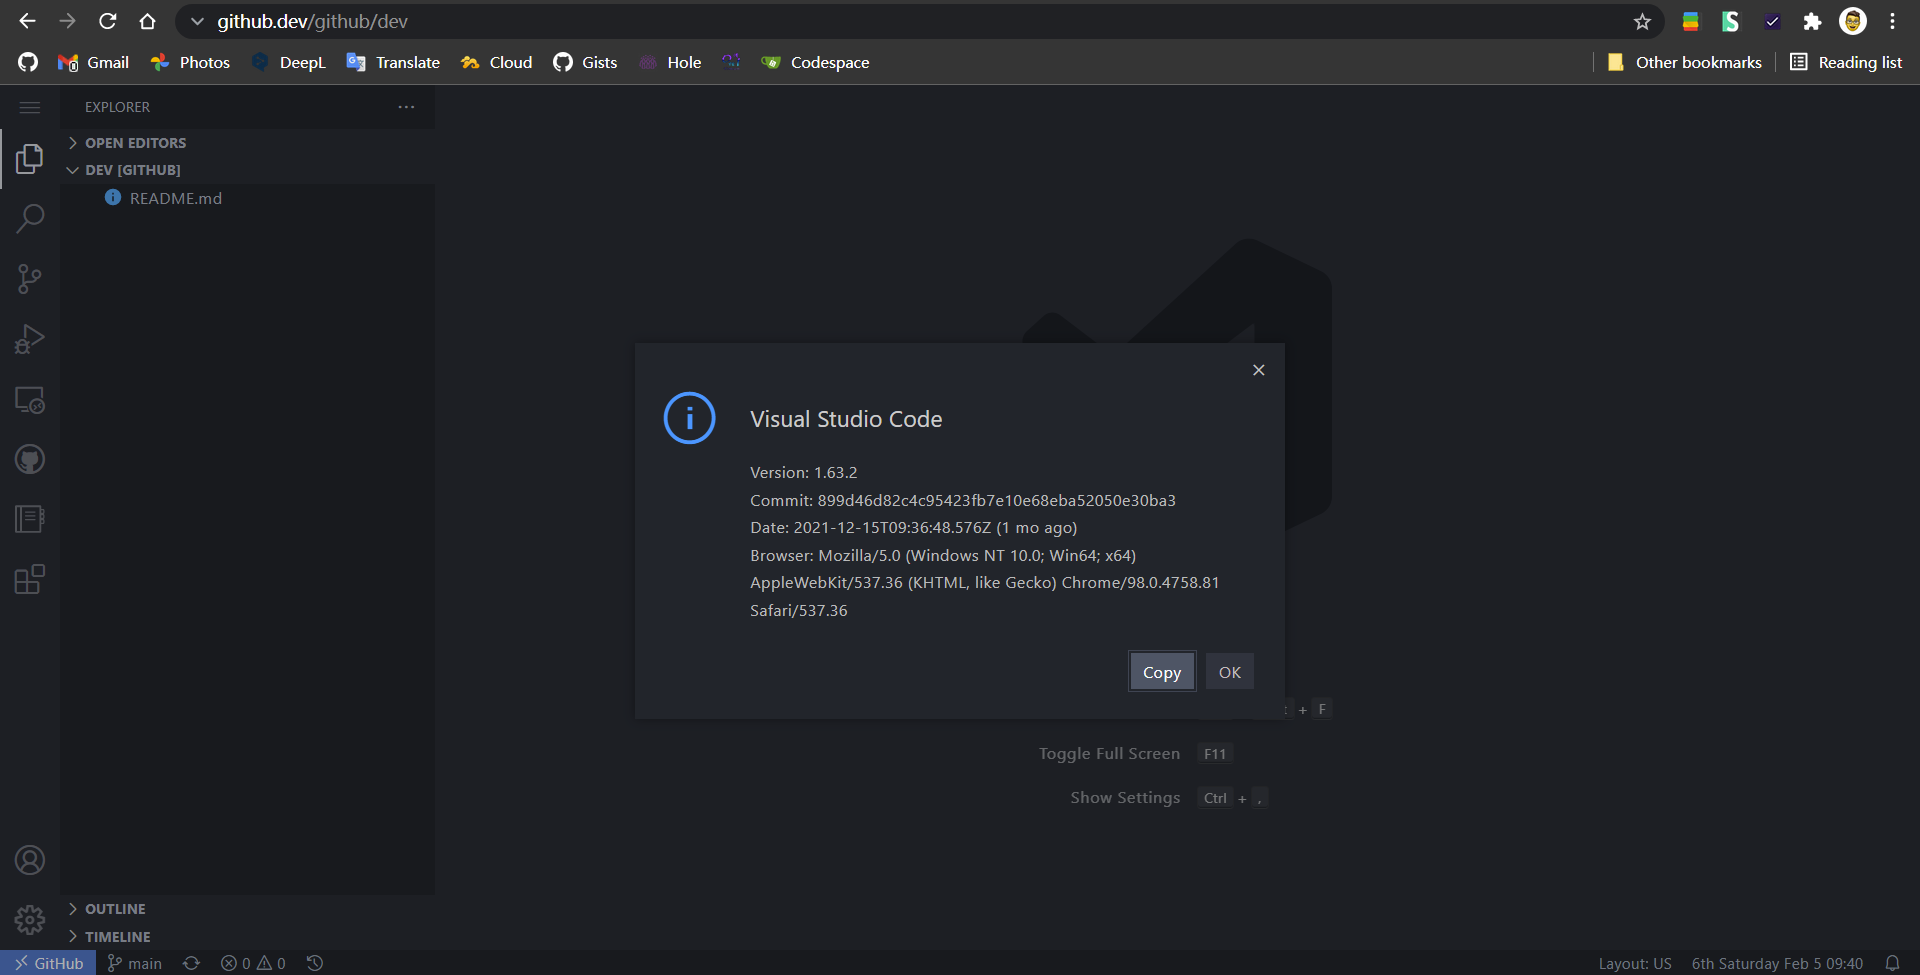 github.dev/github/dev
Gmail Photos DeepL Translate Cloud Gists Hole Codespace Other bookmarks Reading list
EXPLORER
OPEN EDITORS
DEV [GITHUB]
README.md
Visual Studio Code
Version: 1.63.2
Commit: 899d46d82c4c95423fb7e10e68eba52050e30ba3
Date: 2021-12-15T09:36:48.576Z (1 mo ago)
Browser: Mozilla/5.0 (Windows NT 10.0; Win64; x64)
AppleWebKit/537.36 (KHTML, like Gecko) Chrome/98.0.4758.81
Safari/537.36
Copy OK
+ F
Toggle Full Screen F11
Show Settings Ctrl + ,
OUTLINE
TIMELINE
GitHub main 0 0 Layout: US 6th Saturday Feb 5 09:40